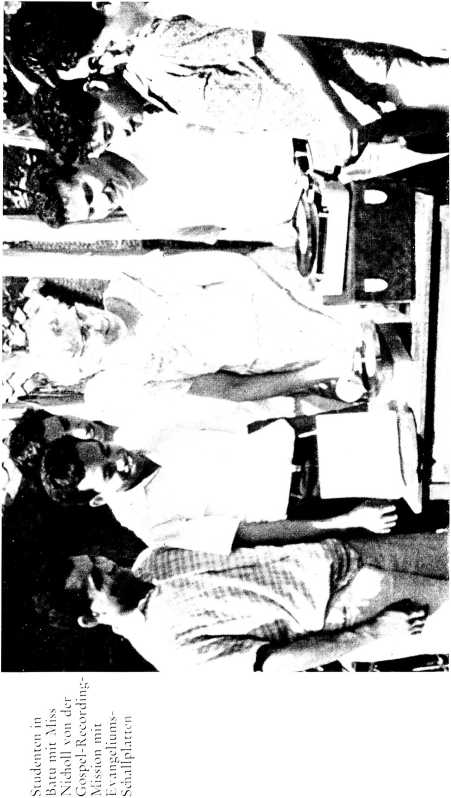 Studenten in
Batu mit Miss
Nicholl von der
Gospel-Recording-
Mission mit
Evangeliums-
Schallplatten